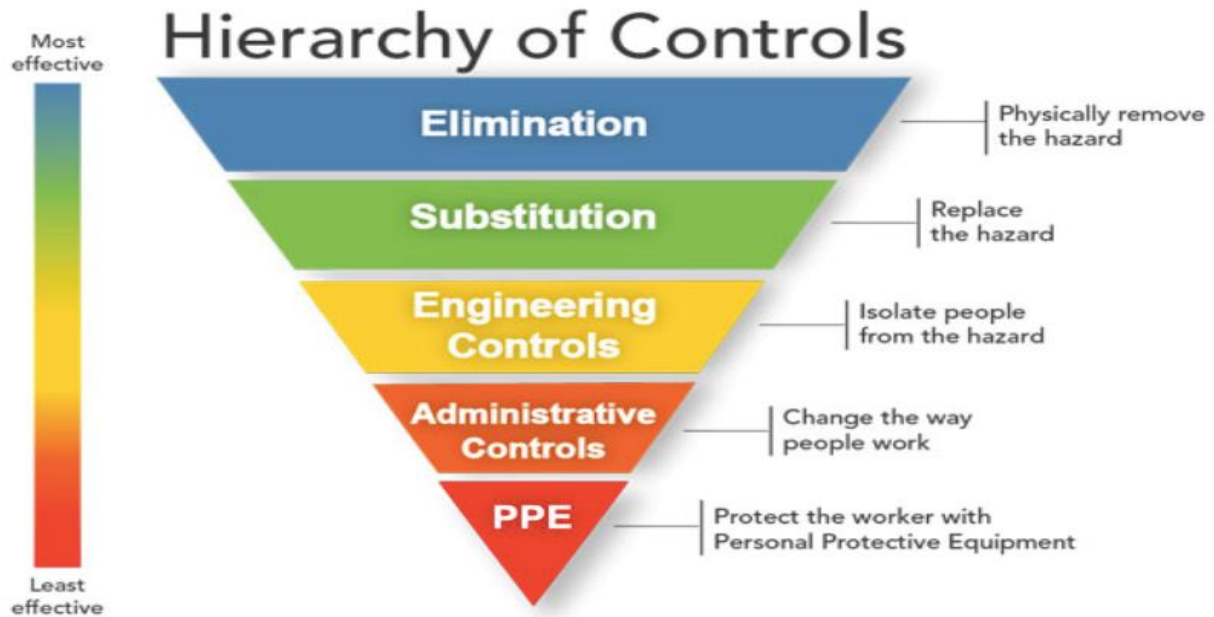 Hierarchy of Controls
Most
effective
Elimination
Physically remove
the hazard
Substitution
Replace
the hazard
Engineering
Controls
Isolate people
from the hazard
Administrative
Controls
Change the way
people work
PPE
Protect the worker with
Personal Protective Equipment
Least
effective